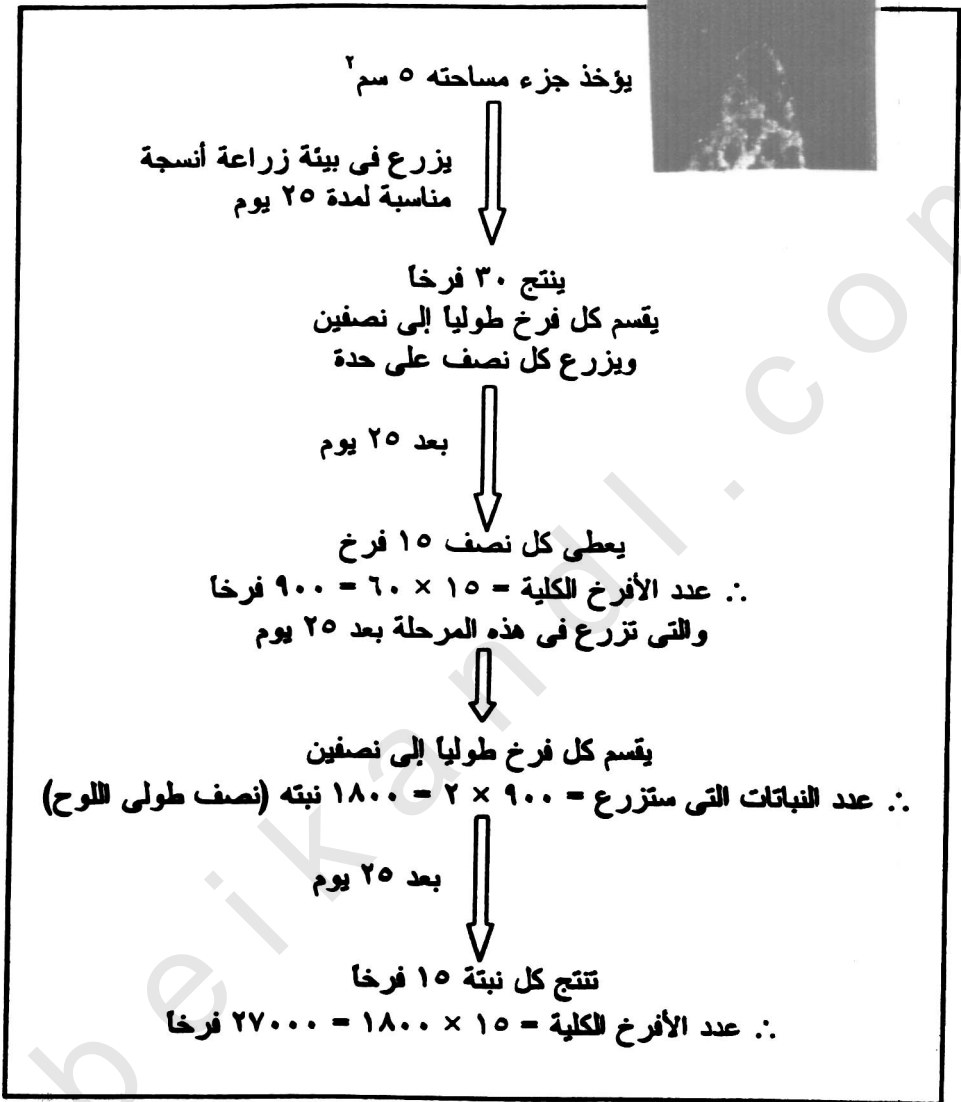 يؤخذ جزء مساحته ٥ سم٢
يزرع فى بيئة زراعة أنسجة
مناسبة لمدة ٢٥ يوم
ينتج ٣٠ فرخاً
يقسم كل فرخ طولياً إلى نصفين
ويزرع كل نصف على حدة
بعد ٢٥ يوم
يعطى كل نصف ١٥ فرخ
∴ عدد الأفرخ الكلية = ١٥ × ٦٠ = ٩٠٠ فرخاً
والتى تزرع فى هذه المرحلة بعد ٢٥ يوم
يقسم كل فرخ طولياً إلى نصفين
∴ عدد النباتات التى ستزرع = ٩٠٠ × ٢ = ١٨٠٠ نبته (نصف طولى اللوح)
بعد ٢٥ يوم
تنتج كل نبتة ١٥ فرخاً
∴ عدد الأفرخ الكلية = ١٥ × ١٨٠٠ = ٢٧٠٠٠ فرخاً
beikandl.com